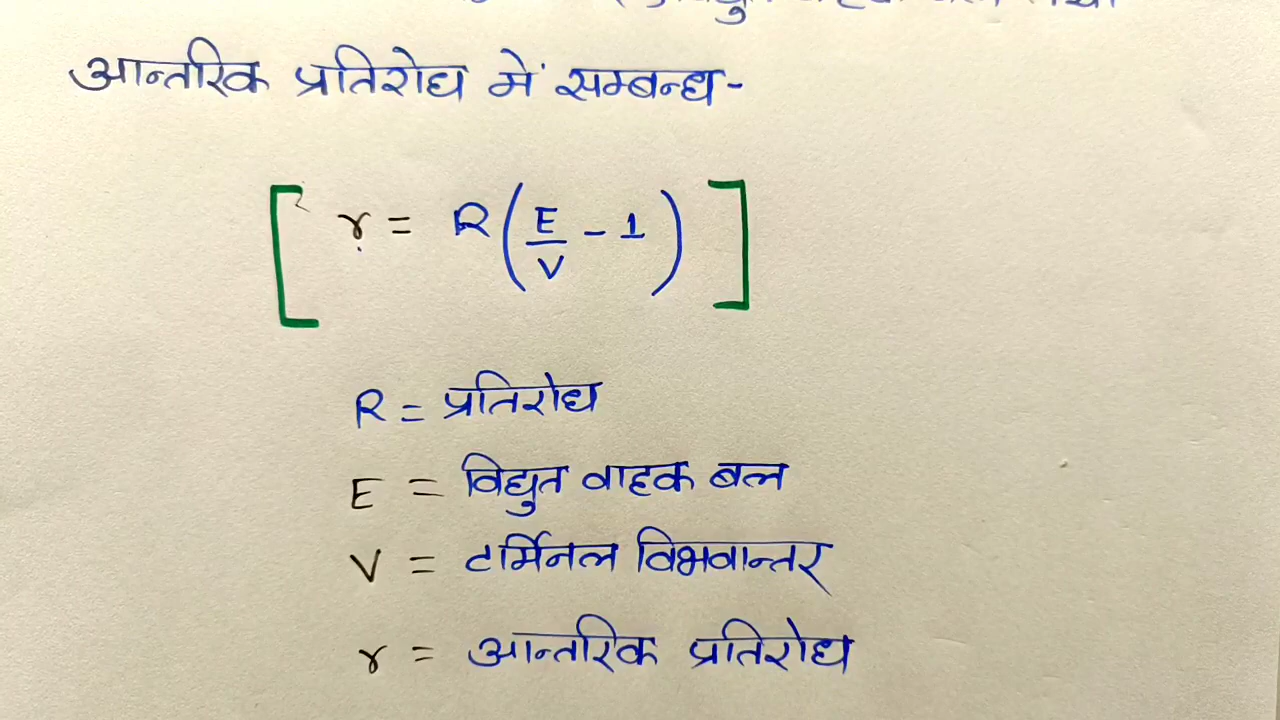 आन्तरिक प्रतिरोध में सम्बन्ध-
[ r = R(E/V - 1) ]
R = प्रतिरोध
E = विद्युत वाहक बल
V = टर्मिनल विभवान्तर
r = आन्तरिक प्रतिरोध